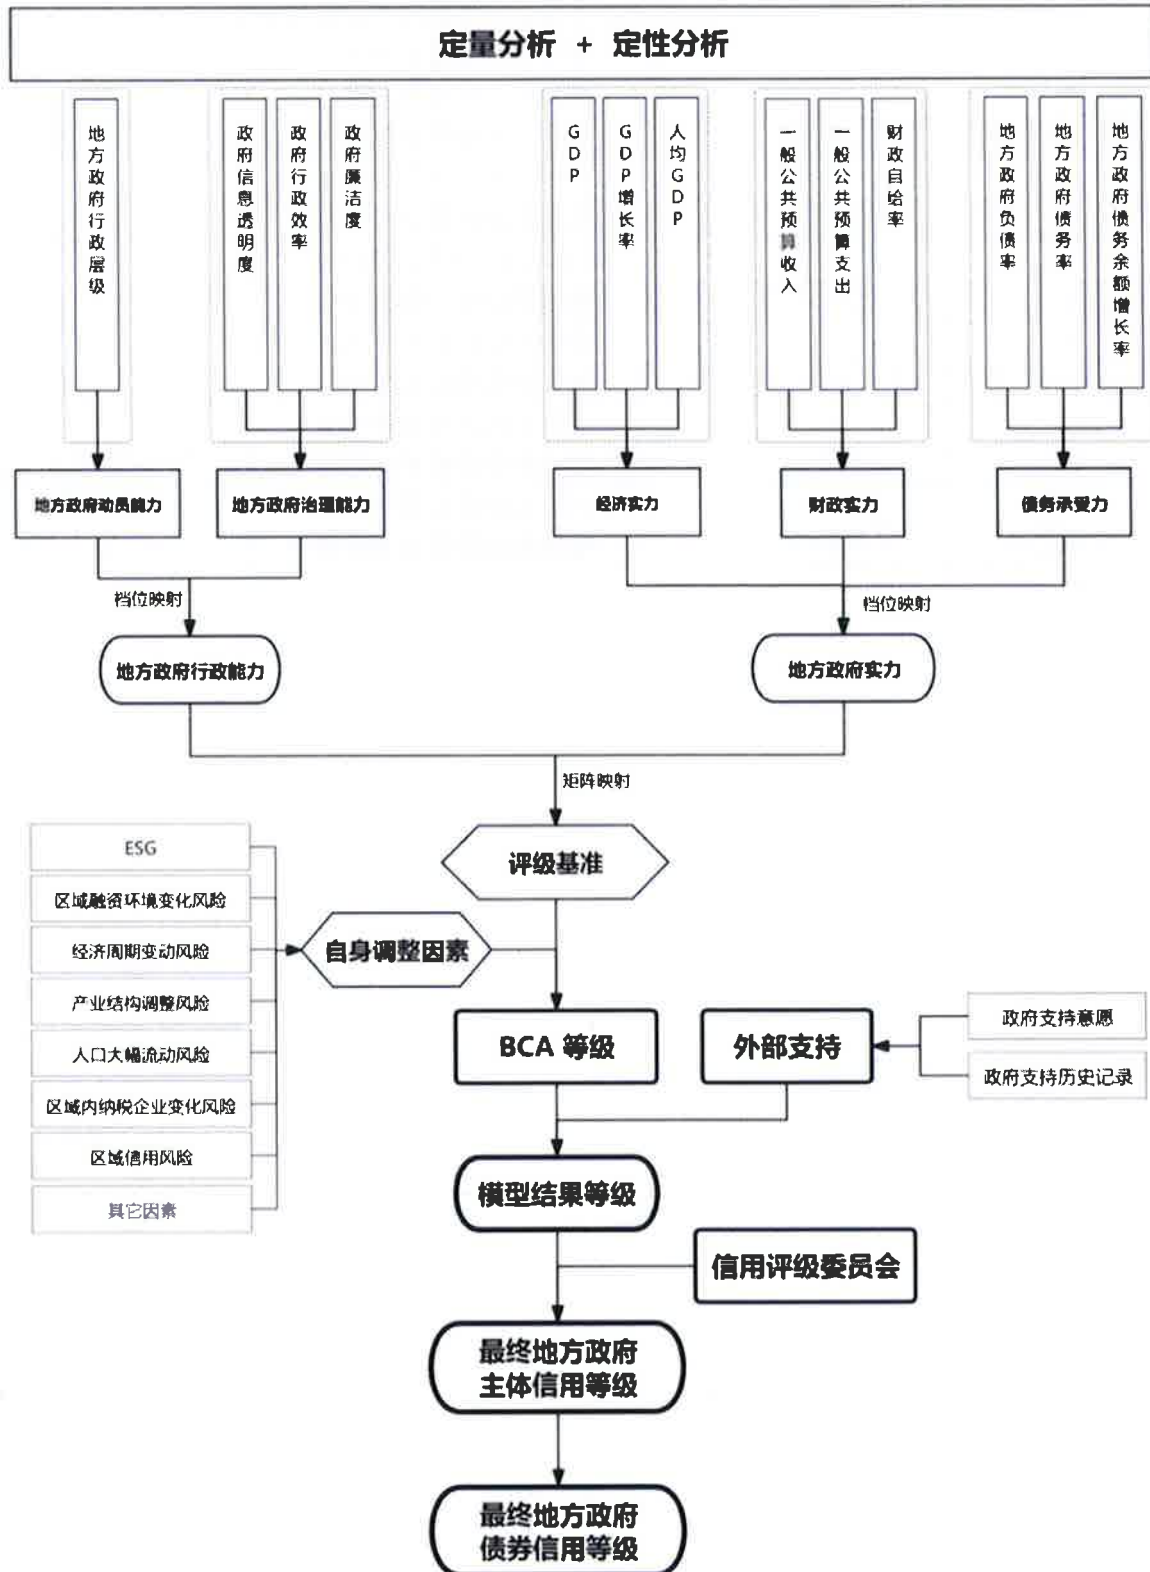 定量分析 + 定性分析
地方政府行政层级
政府信息透明度
政府行政效率
政府廉洁度
GDP
GDP增长率
人均GDP
一般公共预算收入
一般公共预算支出
财政自给率
地方政府负债率
地方政府债务率
地方政府债务余额增长率
地方政府动员能力
地方政府治理能力
经济实力
财政实力
债务承受力
档位映射
档位映射
地方政府行政能力
地方政府实力
矩阵映射
评级基准
ESG
区域融资环境变化风险
经济周期变动风险
产业结构调整风险
人口大幅流动风险
区域内纳税企业变化风险
区域信用风险
其它因素
自身调整因素
BCA 等级
外部支持
政府支持意愿
政府支持历史记录
模型结果等级
信用评级委员会
最终地方政府
主体信用等级
最终地方政府
债券信用等级